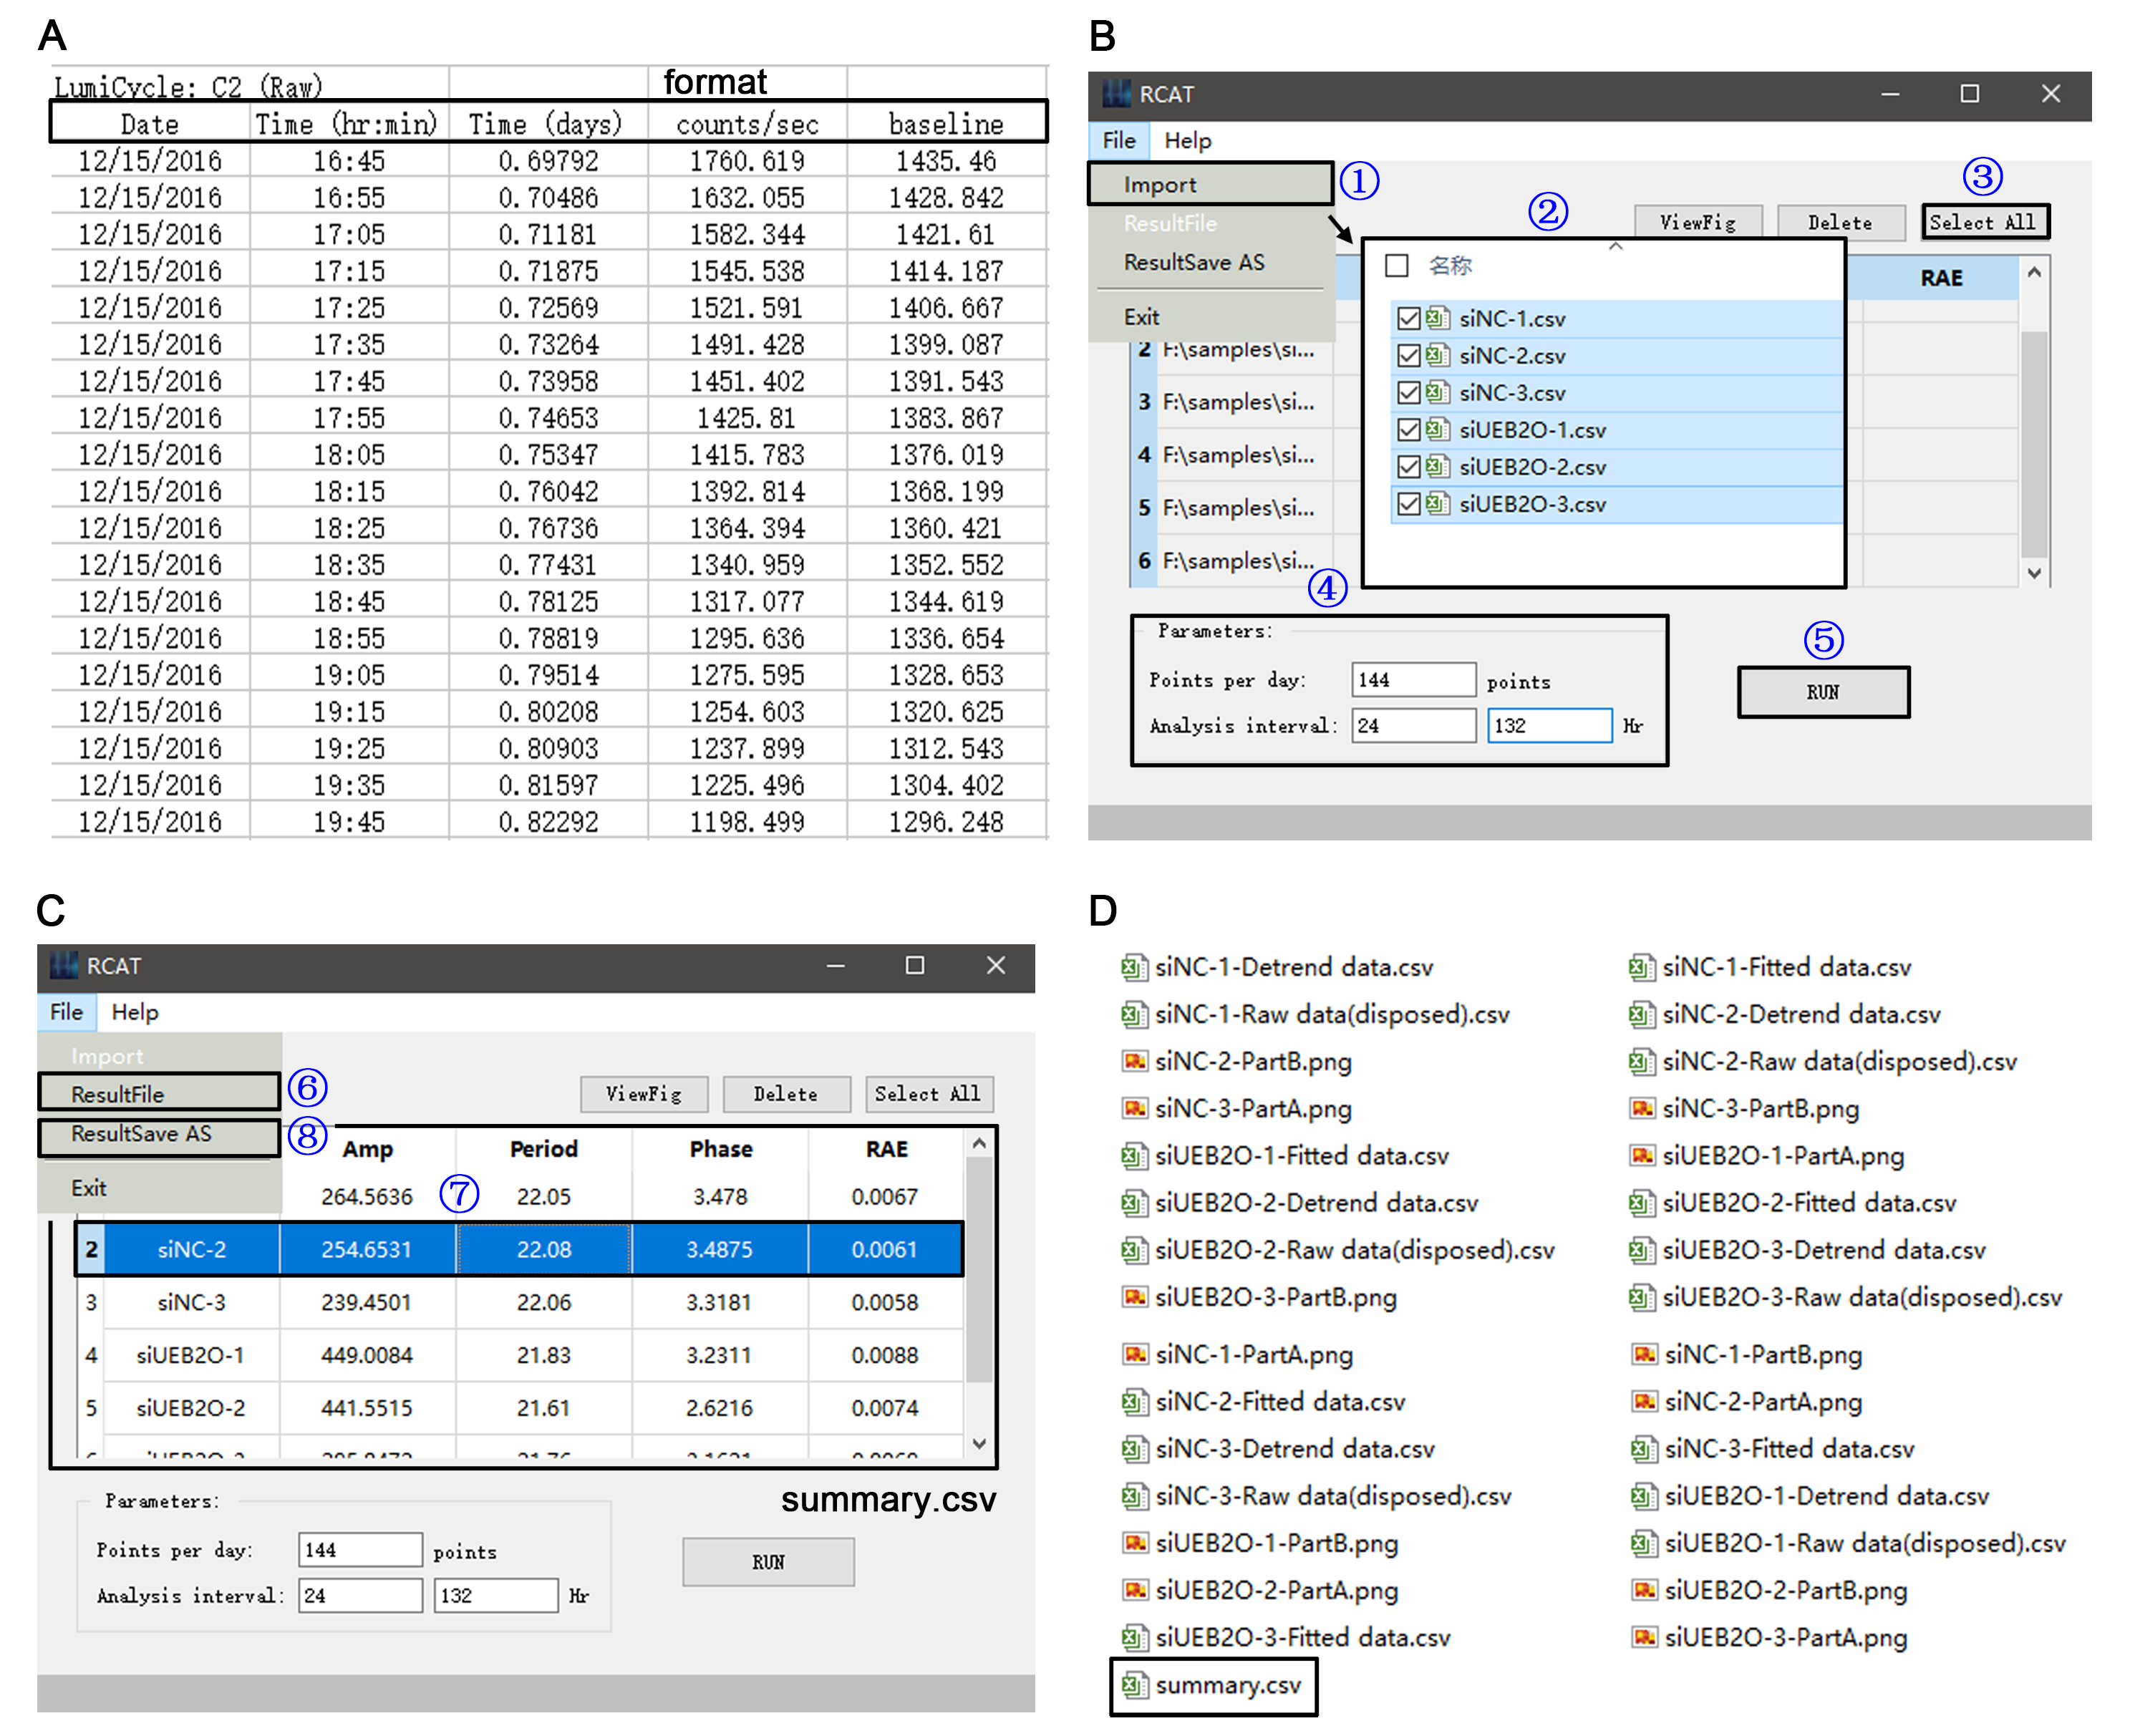 A
LumiCycle: C2 (Raw) format
Date Time (hr:min) Time (days) counts/sec baseline
12/15/2016 16:45 0.69792 1760.619 1435.46
12/15/2016 16:55 0.70486 1632.055 1428.842
12/15/2016 17:05 0.71181 1582.344 1421.61
12/15/2016 17:15 0.71875 1545.538 1414.187
12/15/2016 17:25 0.72569 1521.591 1406.667
12/15/2016 17:35 0.73264 1491.428 1399.087
12/15/2016 17:45 0.73958 1451.402 1391.543
12/15/2016 17:55 0.74653 1425.81 1383.867
12/15/2016 18:05 0.75347 1415.783 1376.019
12/15/2016 18:15 0.76042 1392.814 1368.199
12/15/2016 18:25 0.76736 1364.394 1360.421
12/15/2016 18:35 0.77431 1340.959 1352.552
12/15/2016 18:45 0.78125 1317.077 1344.619
12/15/2016 18:55 0.78819 1295.636 1336.654
12/15/2016 19:05 0.79514 1275.595 1328.653
12/15/2016 19:15 0.80208 1254.603 1320.625
12/15/2016 19:25 0.80903 1237.899 1312.543
12/15/2016 19:35 0.81597 1225.496 1304.402
12/15/2016 19:45 0.82292 1198.499 1296.248
B
RCAT
File Help
Import ①
ResultFile
ResultSave AS
Exit
② ③
ViewFig Delete Select All
名称
RAE
siNC-1.csv
siNC-2.csv
siNC-3.csv
siUEB2O-1.csv
siUEB2O-2.csv
siUEB2O-3.csv
2 F:\samples\si...
3 F:\samples\si...
4 F:\samples\si...
5 F:\samples\si...
6 F:\samples\si...
④
Parameters:
Points per day: 144 points
Analysis interval: 24 132 Hr
⑤
RUN
C
RCAT
File Help
Import
ResultFile ⑥
ResultSave AS ⑧
Exit
ViewFig Delete Select All
Amp Period Phase RAE
264.5636 ⑦ 22.05 3.478 0.0067
2 siNC-2 254.6531 22.08 3.4875 0.0061
3 siNC-3 239.4501 22.06 3.3181 0.0058
4 siUEB2O-1 449.0084 21.83 3.2311 0.0088
5 siUEB2O-2 441.5515 21.61 2.6216 0.0074
summary.csv
Parameters:
Points per day: 144 points
Analysis interval: 24 132 Hr
RUN
D
siNC-1-Detrend data.csv siNC-1-Fitted data.csv
siNC-1-Raw data(disposed).csv siNC-2-Detrend data.csv
siNC-2-PartB.png siNC-2-Raw data(disposed).csv
siNC-3-PartA.png siNC-3-PartB.png
siUEB2O-1-Fitted data.csv siUEB2O-1-PartA.png
siUEB2O-2-Detrend data.csv siUEB2O-2-Fitted data.csv
siUEB2O-2-Raw data(disposed).csv siUEB2O-3-Detrend data.csv
siUEB2O-3-PartB.png siUEB2O-3-Raw data(disposed).csv
siNC-1-PartA.png siNC-1-PartB.png
siNC-2-Fitted data.csv siNC-2-PartA.png
siNC-3-Detrend data.csv siNC-3-Fitted data.csv
siNC-3-Raw data(disposed).csv siUEB2O-1-Detrend data.csv
siUEB2O-1-PartB.png siUEB2O-1-Raw data(disposed).csv
siUEB2O-2-PartA.png siUEB2O-2-PartB.png
siUEB2O-3-Fitted data.csv siUEB2O-3-PartA.png
summary.csv